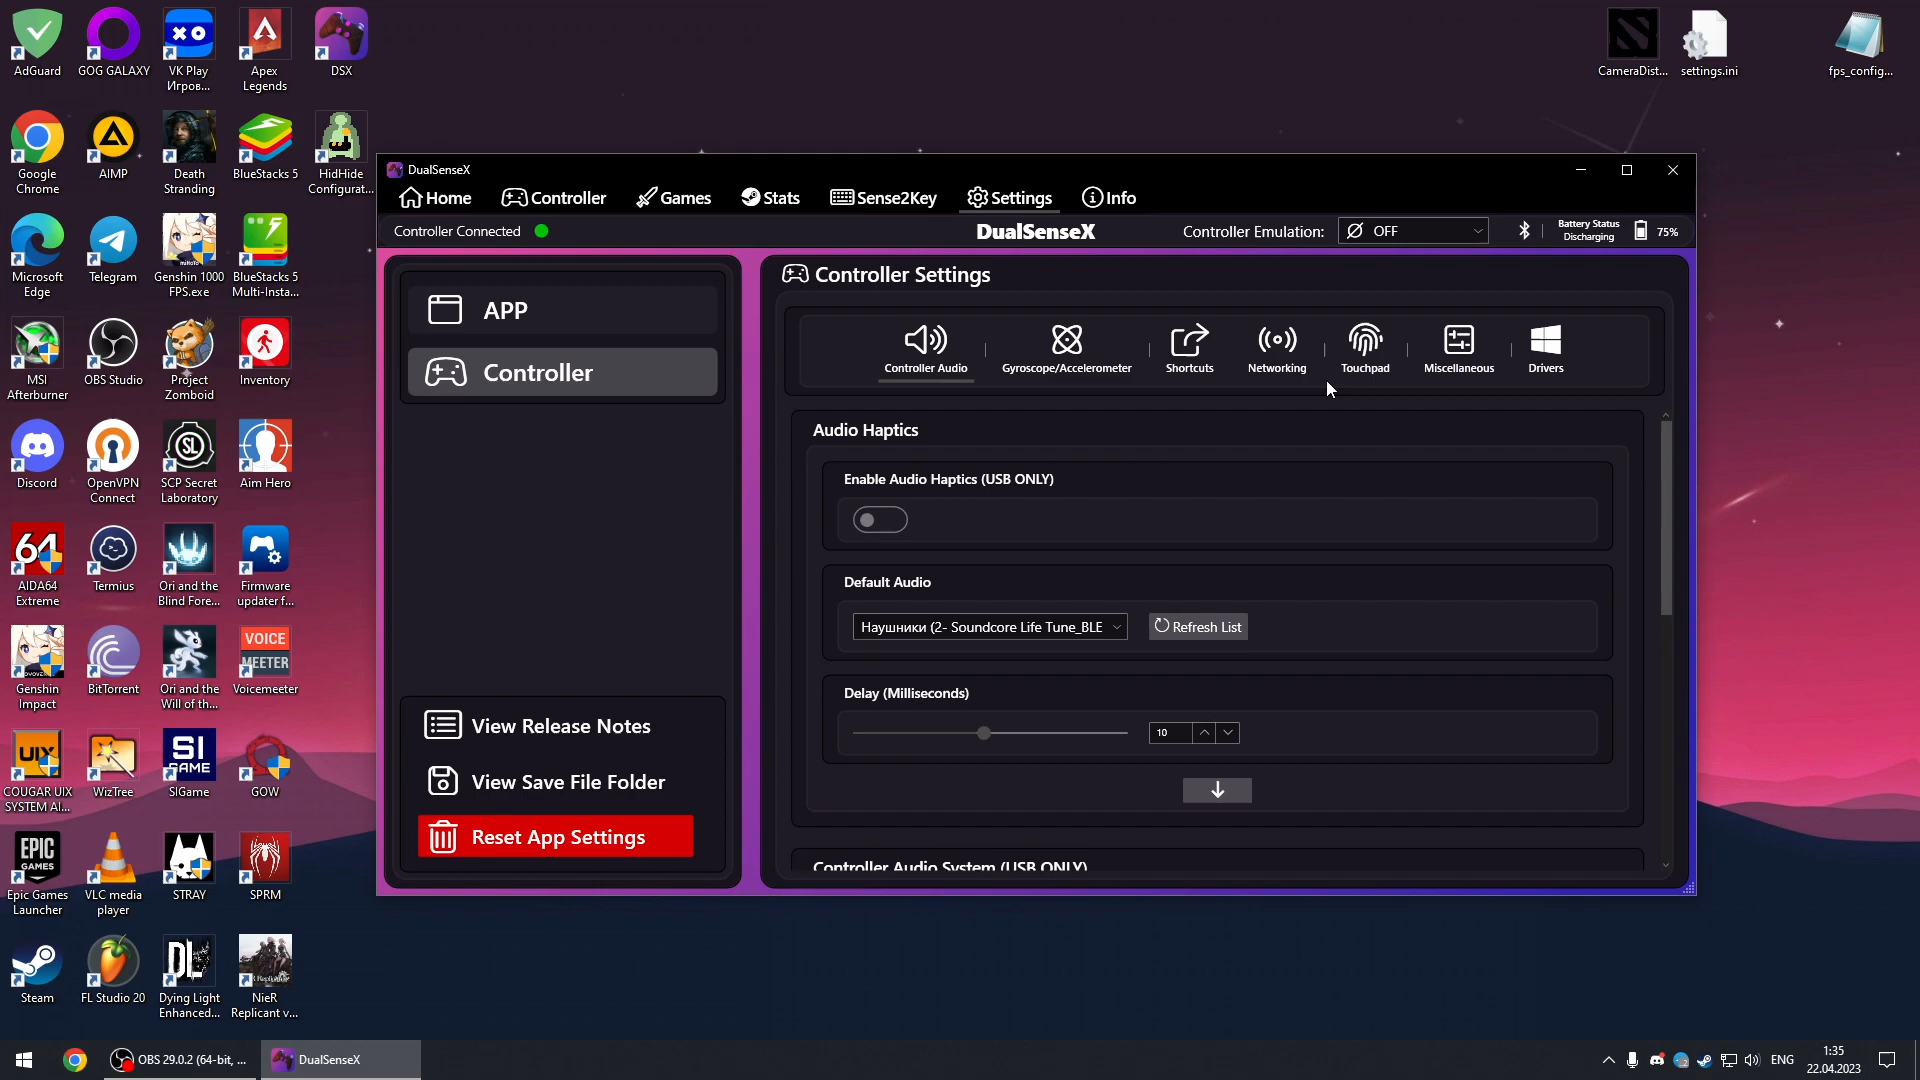 AdGuard
GOG GALAXY
VK Play
Игров...
Apex
Legends
DSX
CameraDist...
settings.ini
fps_config...
Google
Chrome
AIMP
Death
Stranding
BlueStacks 5
HidHide
Configurat...
Microsoft
Edge
Telegram
Genshin 1000
FPS.exe
BlueStacks 5
Multi-Insta...
MSI
Afterburner
OBS Studio
Project
Zomboid
Inventory
Discord
OpenVPN
Connect
SCP Secret
Laboratory
Aim Hero
64
AIDA64
Extreme
Termius
Ori and the
Blind Fore...
Firmware
updater f...
Genshin
Impact
BitTorrent
Ori and the
Will of th...
VOICE
MEETER
Voicemeeter
UIX
COUGAR UIX
SYSTEM AI...
WizTree
SI
GAME
SIGame
GOW
EPIC
GAMES
Epic Games
Launcher
VLC media
player
STRAY
SPRM
Steam
FL Studio 20
DL
Dying Light
Enhanced...
NieR
Replicant v...
DualSenseX
Home
Controller
Games
Stats
Sense2Key
Settings
Info
Controller Connected
DualSenseX
Controller Emulation:
OFF
Battery Status
Discharging
75%
APP
Controller
View Release Notes
View Save File Folder
Reset App Settings
Controller Settings
Controller Audio
Gyroscope/Accelerometer
Shortcuts
Networking
Touchpad
Miscellaneous
Drivers
Audio Haptics
Enable Audio Haptics (USB ONLY)
Default Audio
Наушники (2- Soundcore Life Tune_BLE
Refresh List
Delay (Milliseconds)
10
Controller Audio System (USB ONLY)
OBS 29.0.2 (64-bit, ...
DualSenseX
ENG
1:35
22.04.2023